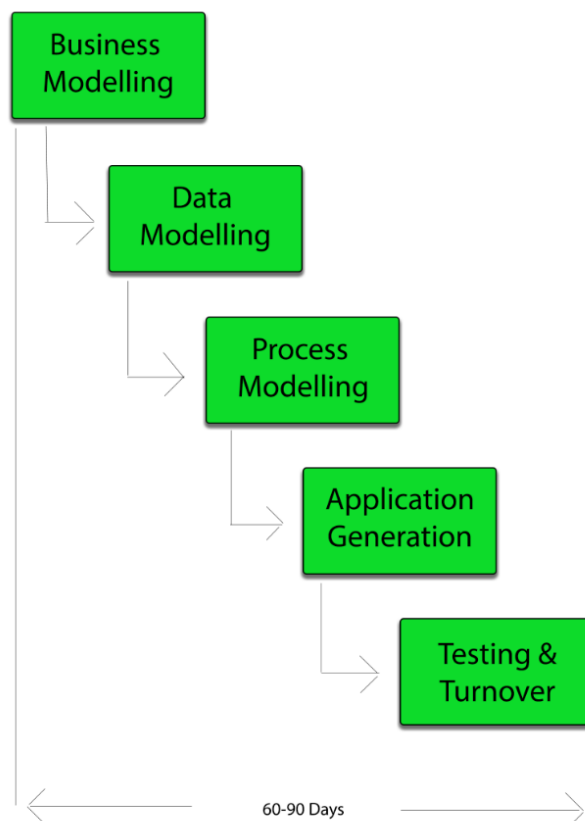 Business
Modelling
Data
Modelling
Process
Modelling
Application
Generation
Testing &
Turnover
60-90 Days